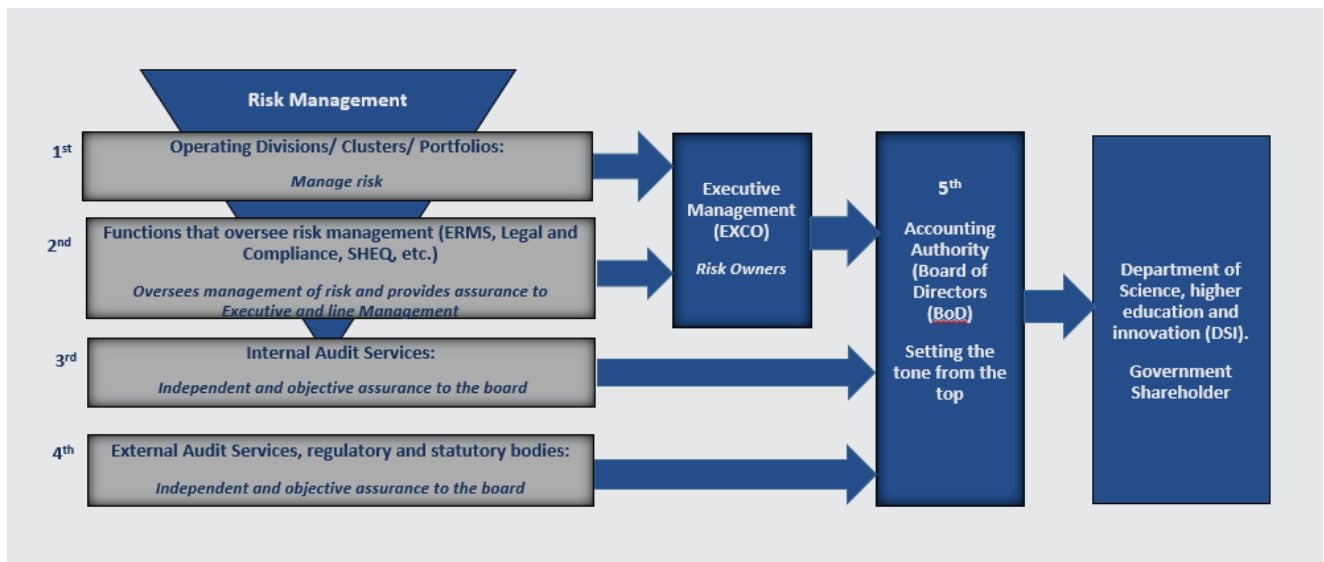 Risk Management
1st
Operating Divisions/ Clusters/ Portfolios:
Manage risk
2nd
Functions that oversee risk management (ERMS, Legal and
Compliance, SHEQ, etc.)
Oversees management of risk and provides assurance to
Executive and line Management
3rd
Internal Audit Services:
Independent and objective assurance to the board
4th
External Audit Services, regulatory and statutory bodies:
Independent and objective assurance to the board
Executive
Management
(EXCO)
Risk Owners
5th
Accounting
Authority
(Board of
Directors
(BoD)
Setting the
tone from the
top
Department of
Science, higher
education and
innovation (DSI).
Government
Shareholder